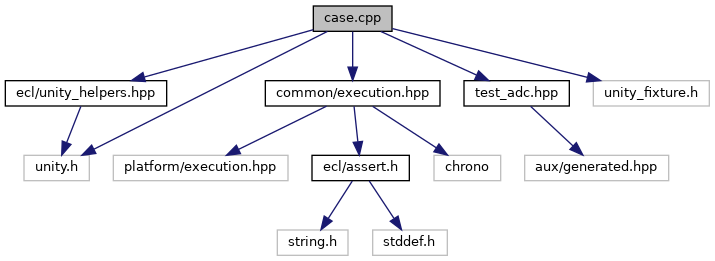 case.cpp
ecl/unity_helpers.hpp
common/execution.hpp
test_adc.hpp
unity_fixture.h
unity.h
platform/execution.hpp
ecl/assert.h
chrono
aux/generated.hpp
string.h
stddef.h